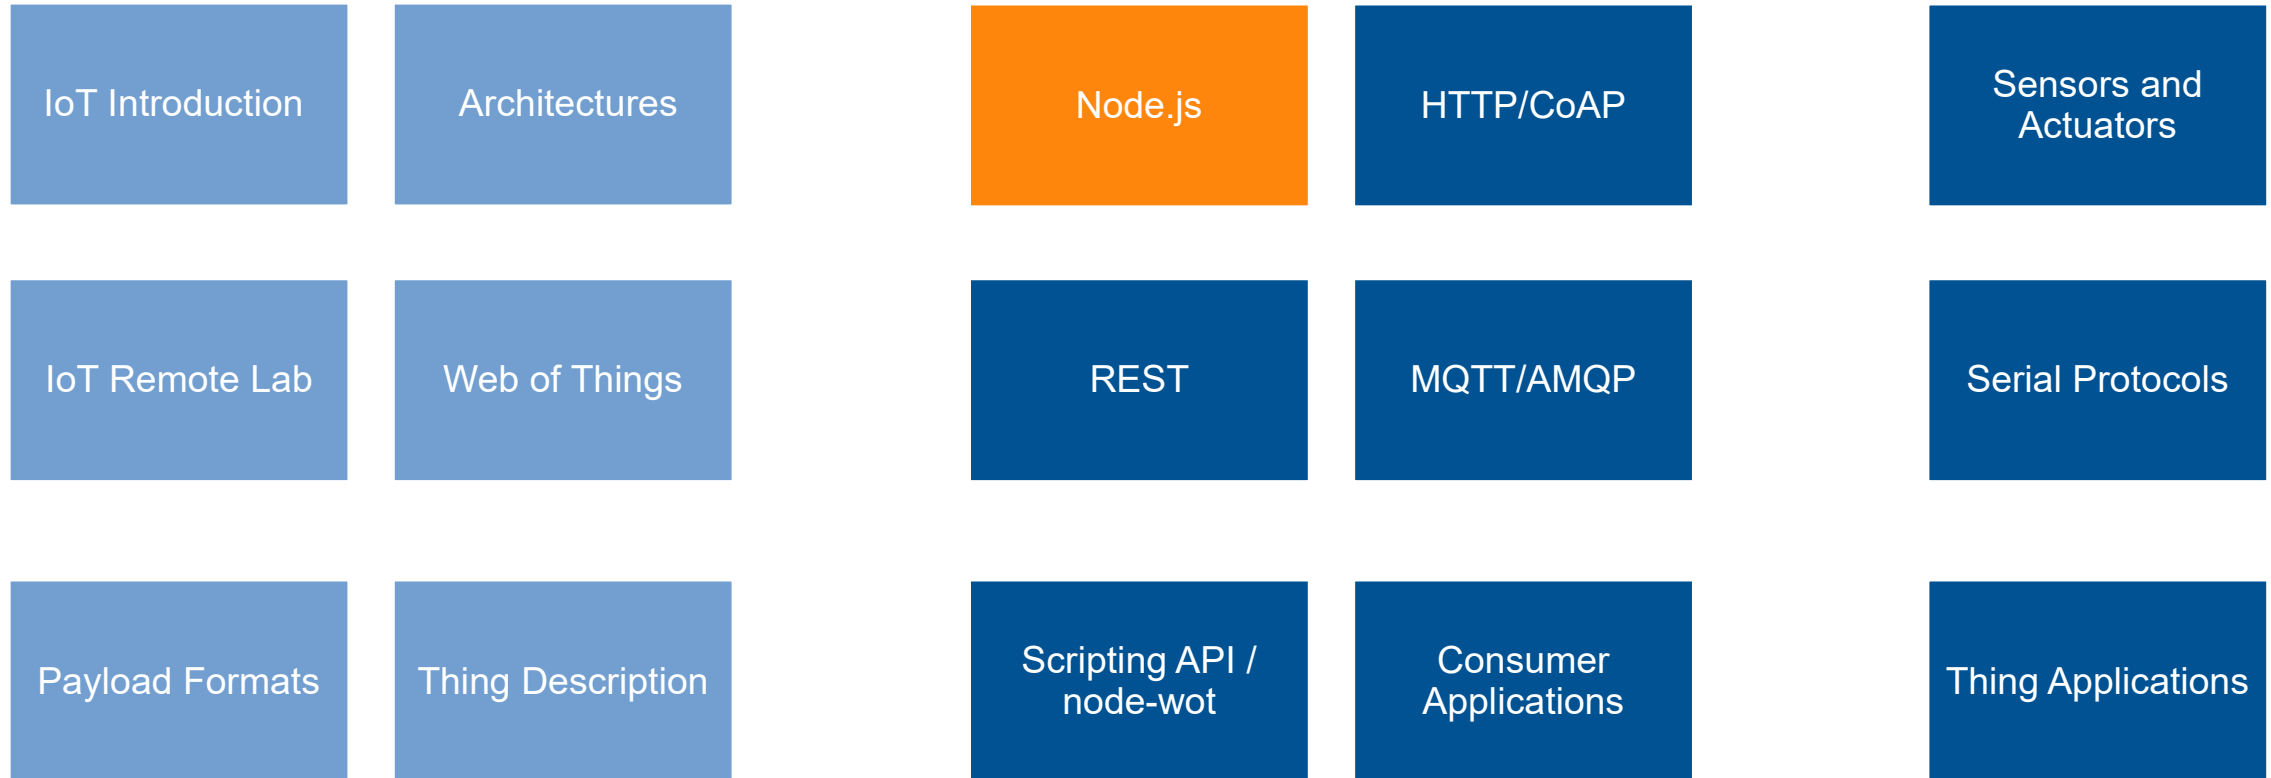 IoT Introduction
Architectures
Node.js
HTTP/CoAP
Sensors and
Actuators
IoT Remote Lab
Web of Things
REST
MQTT/AMQP
Serial Protocols
Payload Formats
Thing Description
Scripting API /
node-wot
Consumer
Applications
Thing Applications